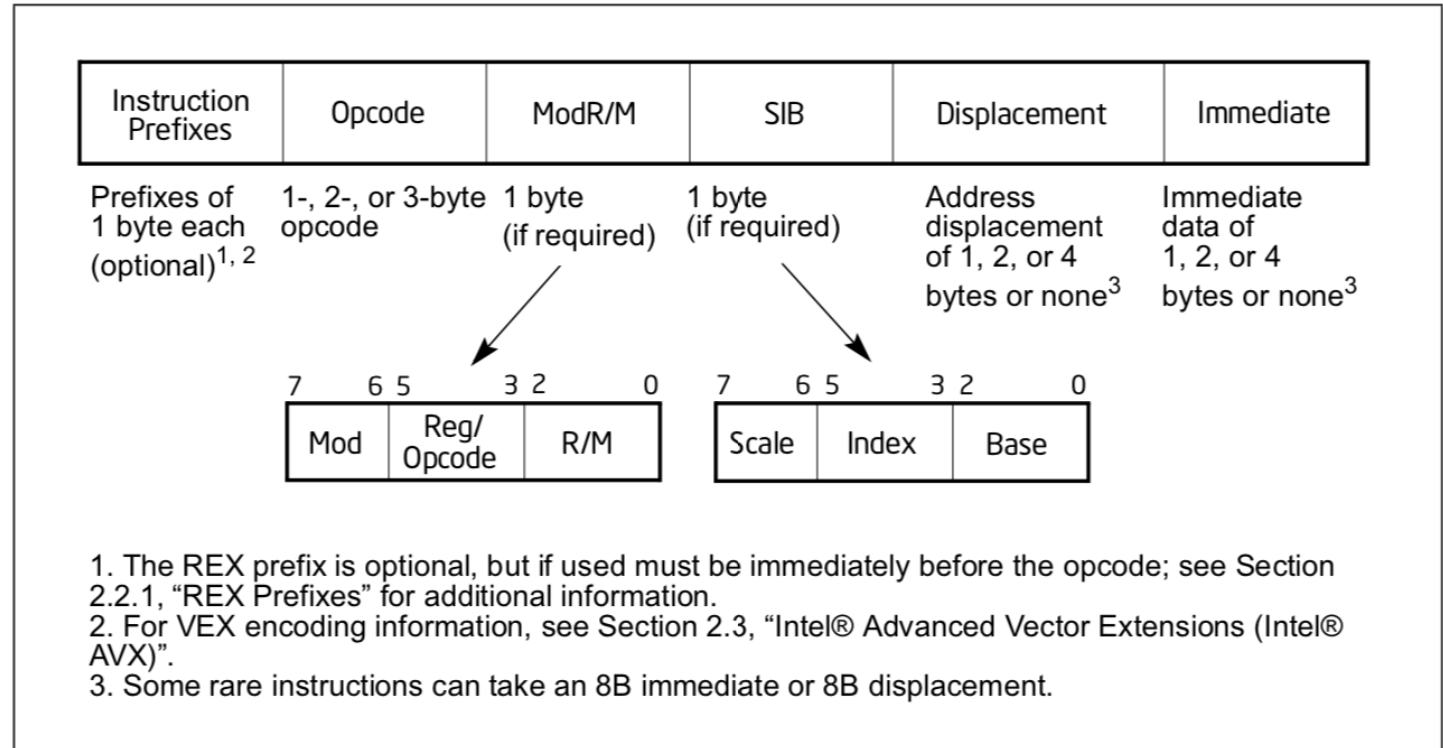 Instruction Prefixes
Opcode
ModR/M
SIB
Displacement
Immediate
Prefixes of
1 byte each
(optional)1, 2
1-, 2-, or 3-byte
opcode
1 byte
(if required)
1 byte
(if required)
Address
displacement
of 1, 2, or 4
bytes or none3
Immediate
data of
1, 2, or 4
bytes or none3
7 6 5 3 2 0
Mod
Reg/
Opcode
R/M
7 6 5 3 2 0
Scale
Index
Base
1. The REX prefix is optional, but if used must be immediately before the opcode; see Section
2.2.1, “REX Prefixes” for additional information.
2. For VEX encoding information, see Section 2.3, “Intel® Advanced Vector Extensions (Intel®
AVX)”.
3. Some rare instructions can take an 8B immediate or 8B displacement.